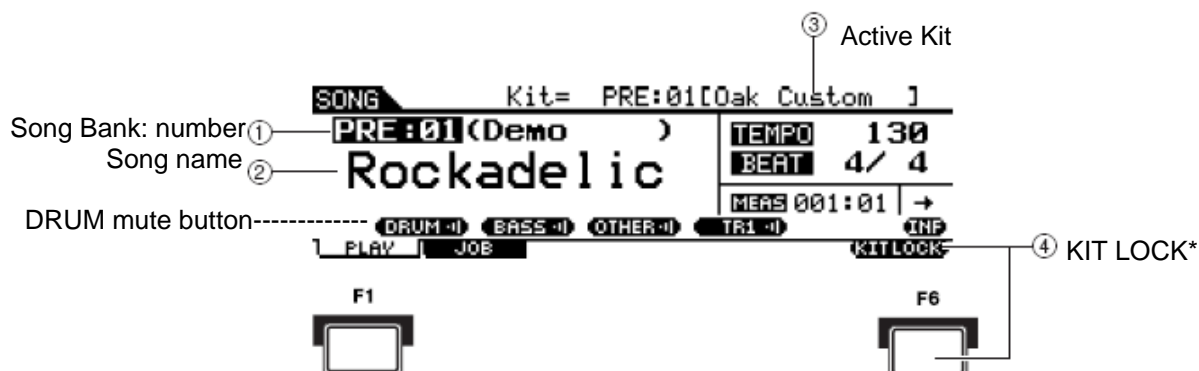 ③ Active Kit
SONG Kit= PRE:01[Oak Custom ]
Song Bank: number ① PRE:01 (Demo ) TEMPO 130
Song name ② Rockadelic BEAT 4/ 4
MEAS 001:01 →
DRUM mute button------------- DRUM BASS OTHER TR1 INF
PLAY JOB KITLOCK ④ KIT LOCK*
F1 F6